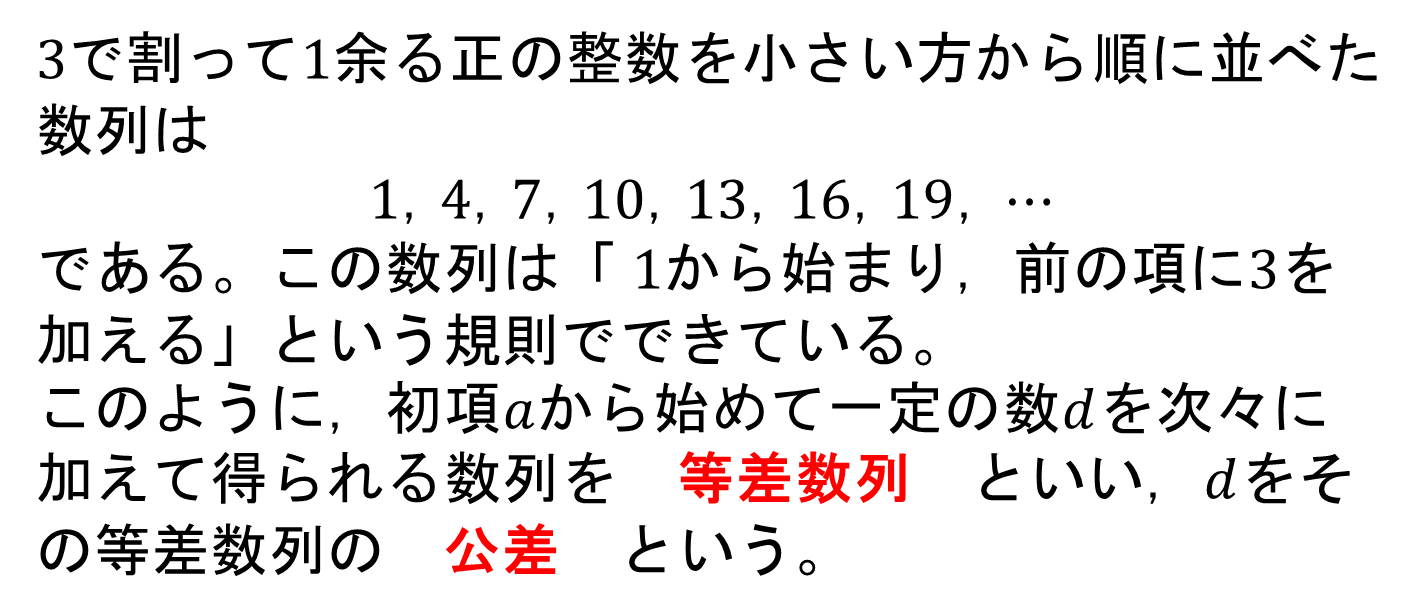 3で割って1余る正の整数を小さい方から順に並べた
数列は
1, 4, 7, 10, 13, 16, 19, …
である。この数列は「 1から始まり, 前の項に3を
加える」という規則でできている。
このように, 初項aから始めて一定の数dを次々に
加えて得られる数列を　等差数列　といい, dをそ
の等差数列の　公差　という。